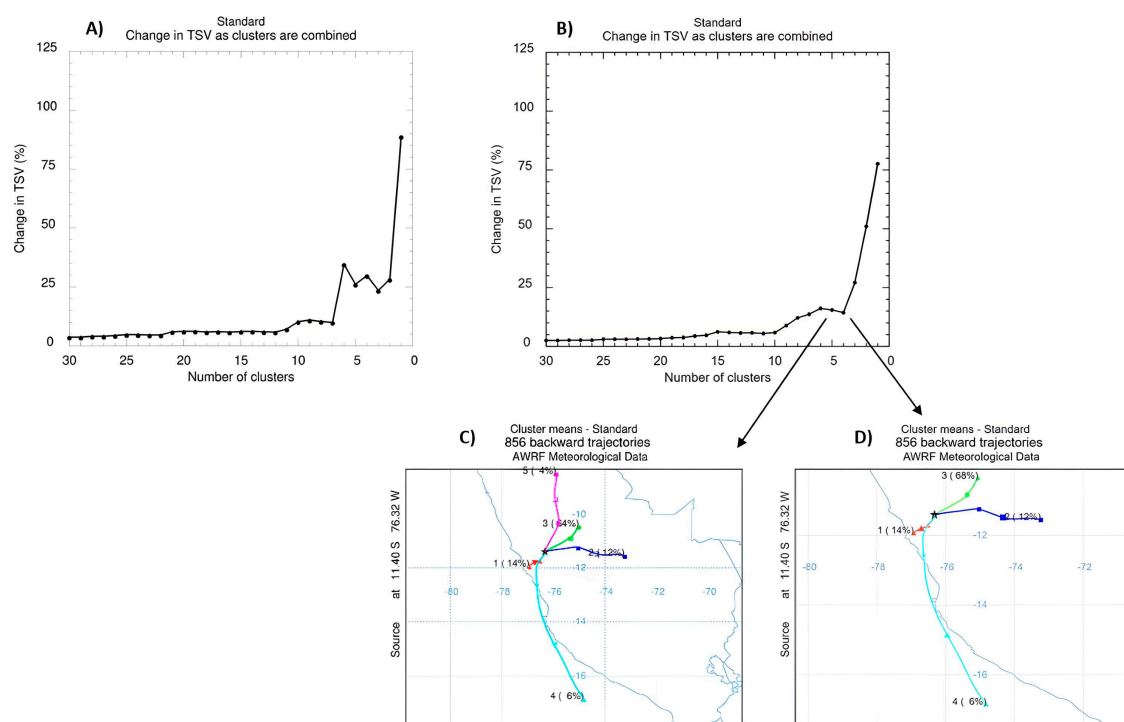 A)
Standard
Change in TSV as clusters are combined
125
100
75
50
25
0
Change in TSV (%)
30
25
20
15
10
5
0
Number of clusters
B)
Standard
Change in TSV as clusters are combined
125
100
75
50
25
0
Change in TSV (%)
30
25
20
15
10
5
0
Number of clusters
C)
Cluster means - Standard
856 backward trajectories
AWRF Meteorological Data
Source at 11.40 S 76.32 W
5 ( 4%)
3 ( 64%)
2 ( 12%)
1 ( 14%)
4 ( 6%)
-10
-12
-14
-16
-80
-78
-76
-74
-72
-70
D)
Cluster means - Standard
856 backward trajectories
AWRF Meteorological Data
Source at 11.40 S 76.32 W
3 ( 68%)
2 ( 12%)
1 ( 14%)
4 ( 6%)
-12
-14
-16
-80
-78
-76
-74
-72